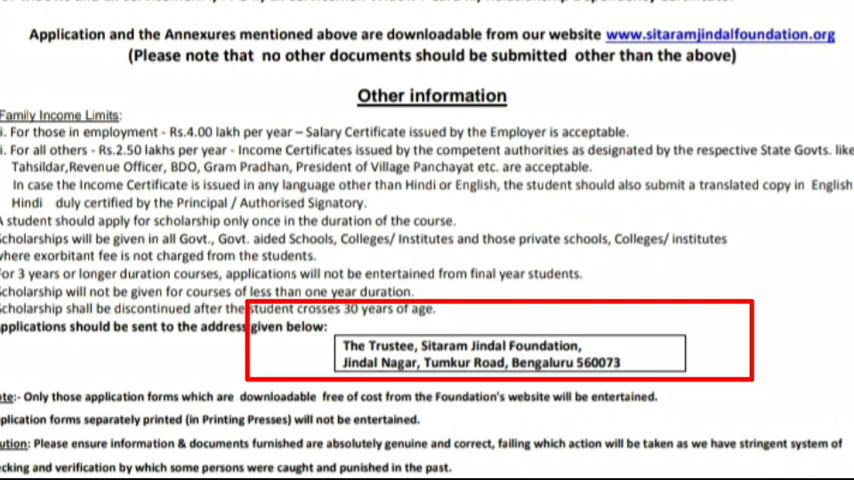 Application and the Annexures mentioned above are downloadable from our website www.sitaramjindalfoundation.org
(Please note that no other documents should be submitted other than the above)
Other information
Family Income Limits:
i. For those in employment - Rs.4.00 lakh per year – Salary Certificate issued by the Employer is acceptable.
i. For all others - Rs.2.50 lakhs per year - Income Certificates issued by the competent authorities as designated by the respective State Govts. like
Tahsildar,Revenue Officer, BDO, Gram Pradhan, President of Village Panchayat etc. are acceptable.
In case the Income Certificate is issued in any language other than Hindi or English, the student should also submit a translated copy in English
Hindi duly certified by the Principal / Authorised Signatory.
A student should apply for scholarship only once in the duration of the course.
Scholarships will be given in all Govt., Govt. aided Schools, Colleges/ Institutes and those private schools, Colleges/ institutes
where exorbitant fee is not charged from the students.
For 3 years or longer duration courses, applications will not be entertained from final year students.
Scholarship will not be given for courses of less than one year duration.
Scholarship shall be discontinued after the student crosses 30 years of age.
pplications should be sent to the address given below:
The Trustee, Sitaram Jindal Foundation,
Jindal Nagar, Tumkur Road, Bengaluru 560073
te:- Only those application forms which are downloadable free of cost from the Foundation's website will be entertained.
plication forms separately printed (in Printing Presses) will not be entertained.
ution: Please ensure information & documents furnished are absolutely genuine and correct, failing which action will be taken as we have stringent system of
cking and verification by which some persons were caught and punished in the past.